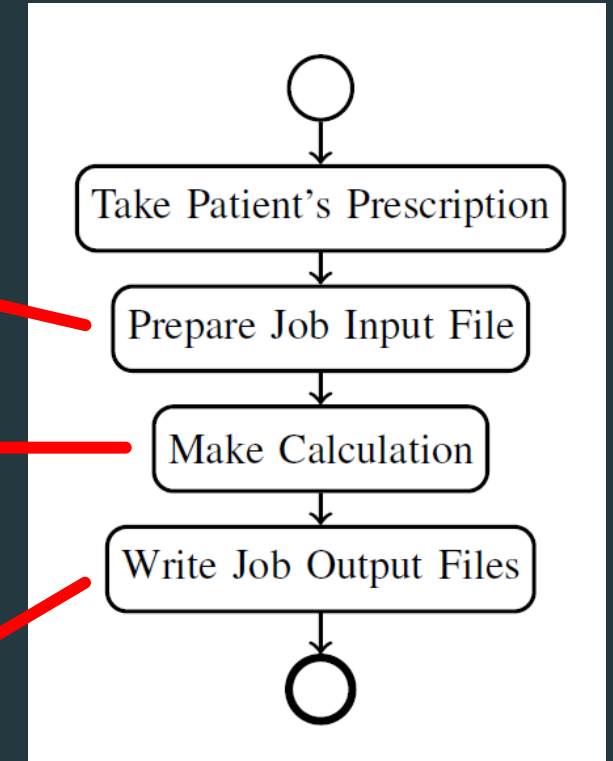 Take Patient's Prescription
Prepare Job Input File
Make Calculation
Write Job Output Files